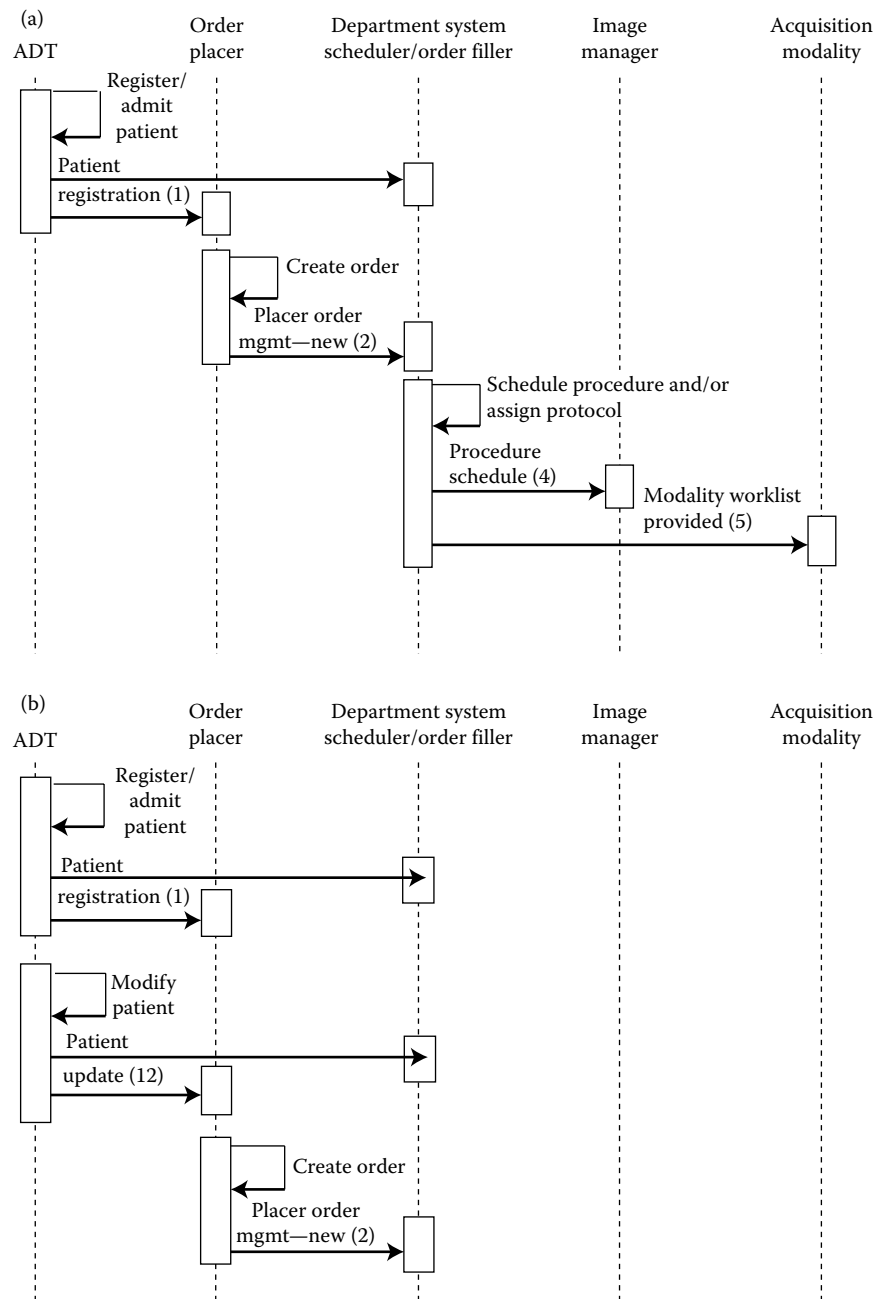 (a)
ADT
Order
placer
Department system
scheduler/order filler
Image
manager
Acquisition
modality
Register/
admit
patient
Patient
registration (1)
Create order
Placer order
mgmt—new (2)
Schedule procedure and/or
assign protocol
Procedure
schedule (4)
Modality worklist
provided (5)
(b)
ADT
Order
placer
Department system
scheduler/order filler
Image
manager
Acquisition
modality
Register/
admit
patient
Patient
registration (1)
Modify
patient
Patient
update (12)
Create order
Placer order
mgmt—new (2)